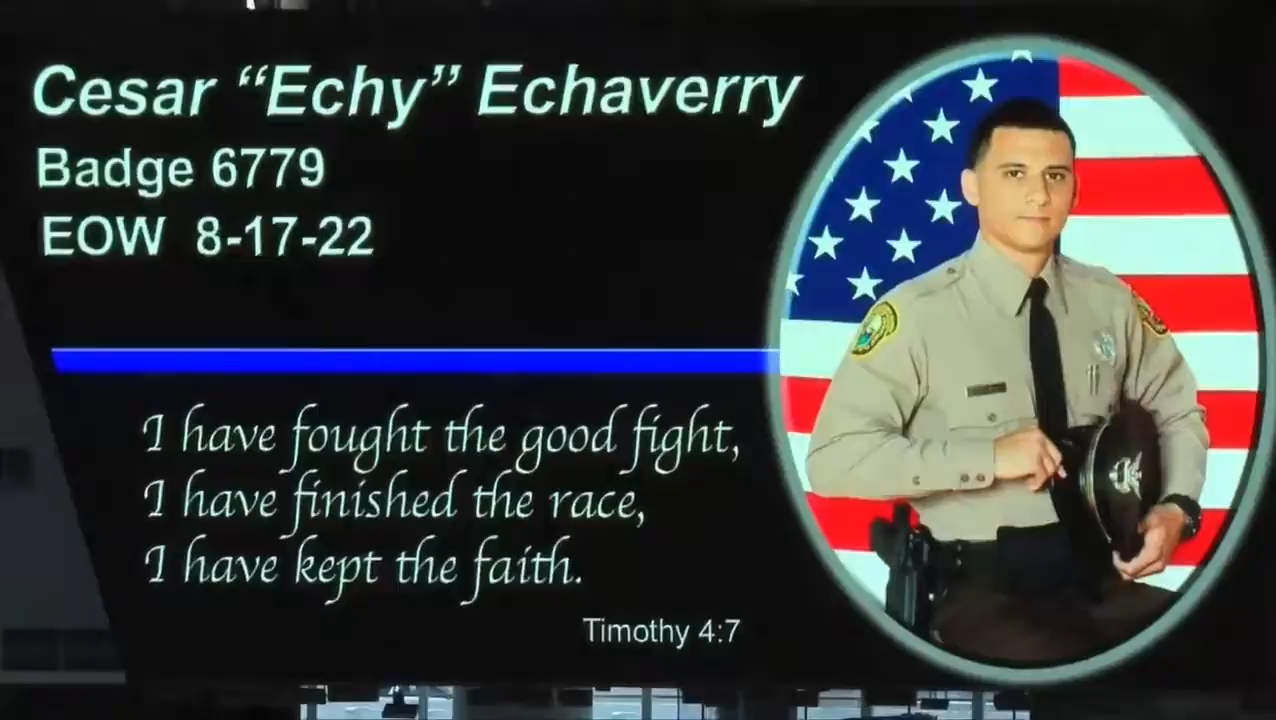 Cesar “Echy” Echaverry
Badge 6779
EOW 8-17-22
I have fought the good fight,
I have finished the race,
I have kept the faith.
Timothy 4:7